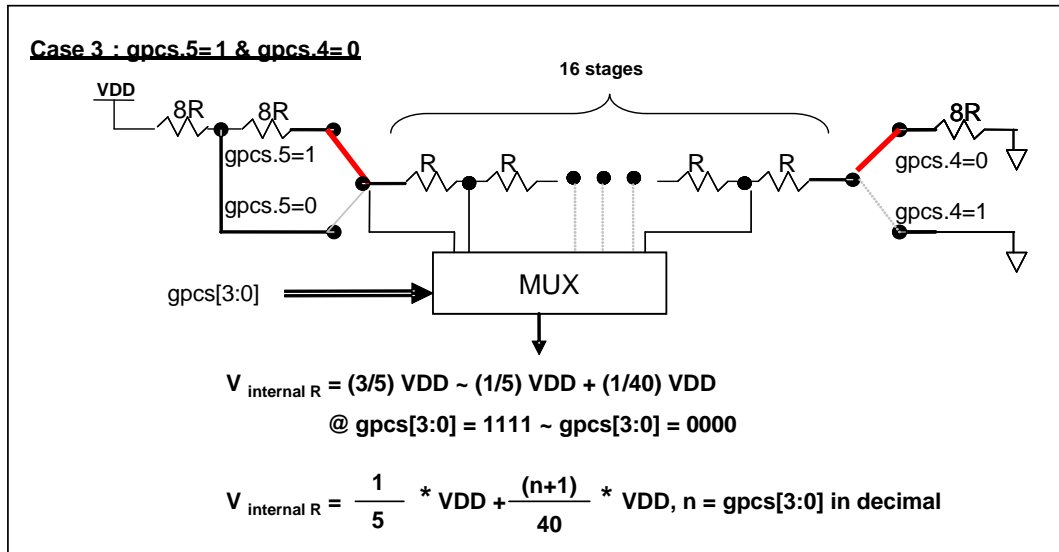 Case 3 : gpcs.5=1 & gpcs.4=0
16 stages
VDD
8R 8R 8R
gpcs.5=1 R R R R gpcs.4=0
gpcs.5=0 gpcs.4=1
MUX
gpcs[3:0]
V internal R = (3/5) VDD ~ (1/5) VDD + (1/40) VDD
@ gpcs[3:0] = 1111 ~ gpcs[3:0] = 0000
V internal R = 1/5 * VDD + (n+1)/40 * VDD, n = gpcs[3:0] in decimal